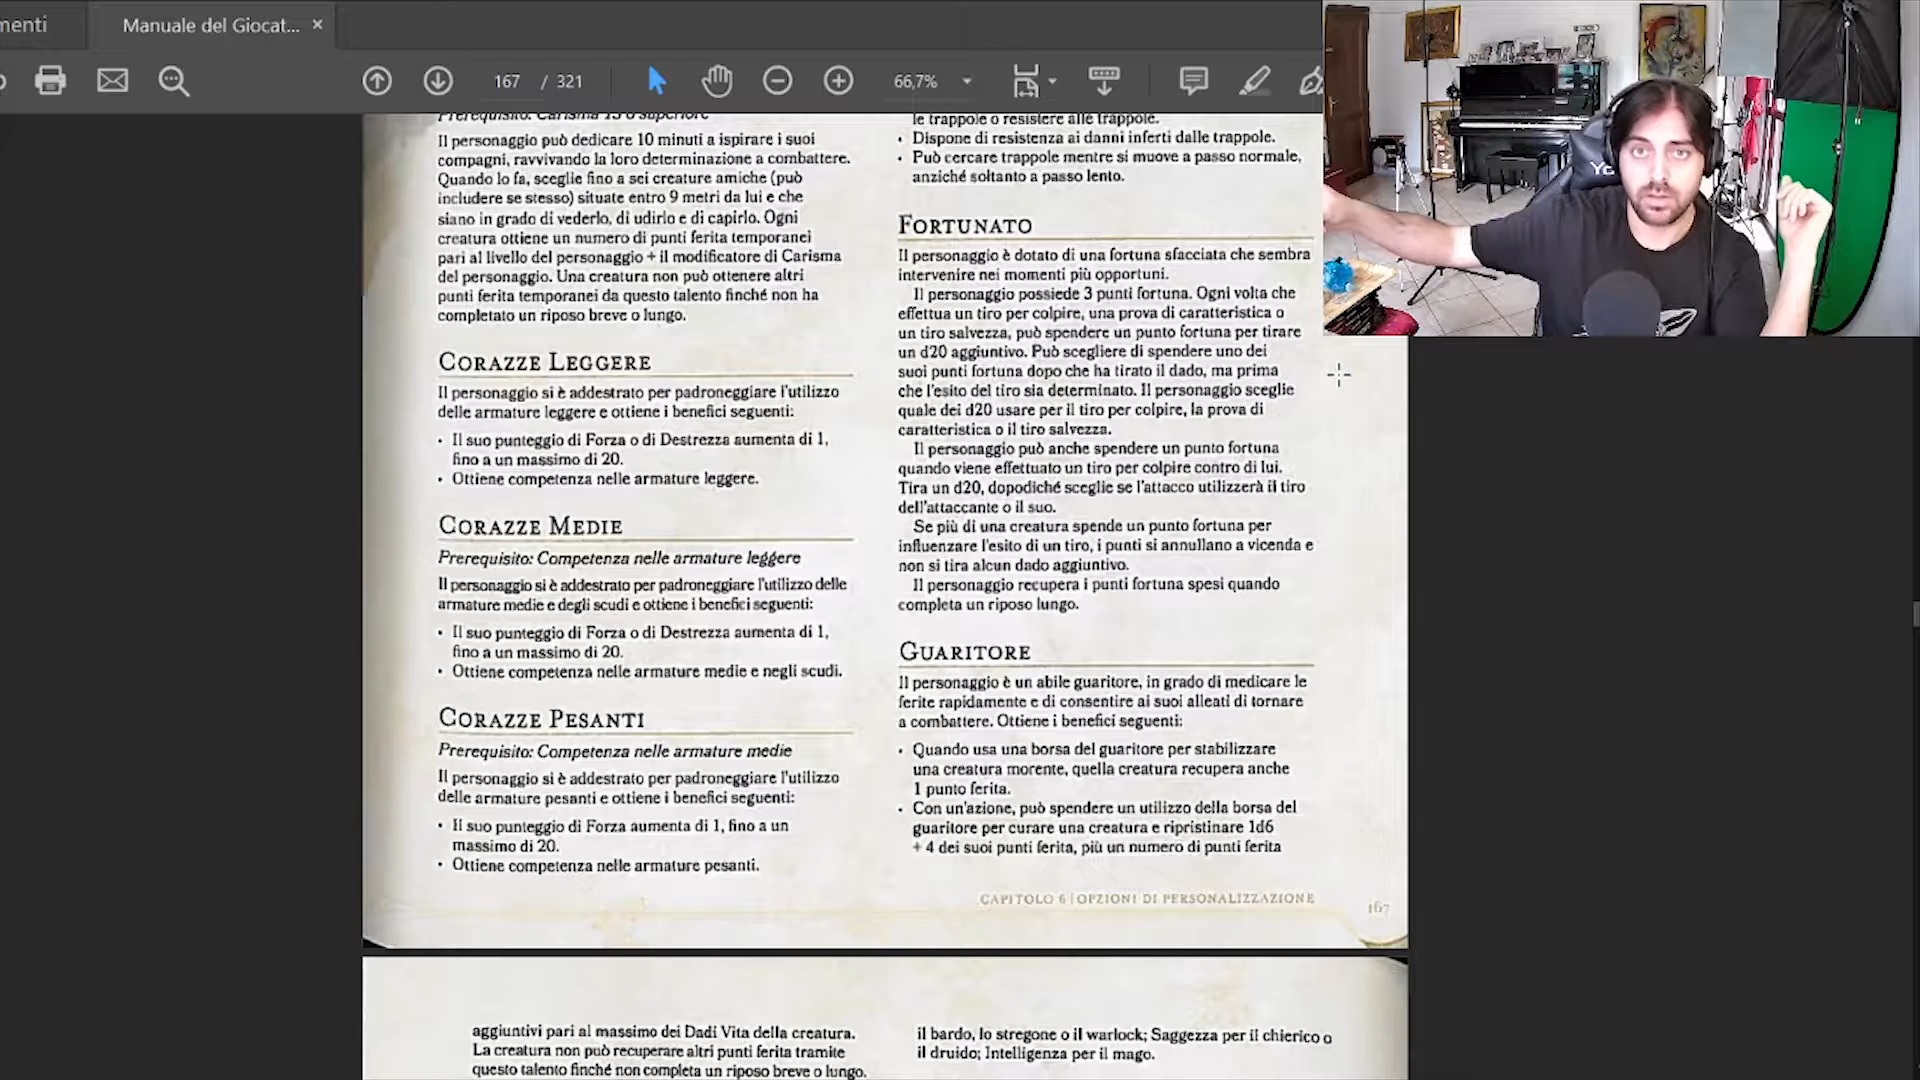 menti
Manuale del Giocat... ×
167 / 321
66,7%
Prerequisito: Carisma 13 o superiore
Il personaggio può dedicare 10 minuti a ispirare i suoi
compagni, ravvivando la loro determinazione a combattere.
Quando lo fa, sceglie fino a sei creature amiche (può
includere se stesso) situate entro 9 metri da lui e che
siano in grado di vederlo, di udirlo e di capirlo. Ogni
creatura ottiene un numero di punti ferita temporanei
pari al livello del personaggio + il modificatore di Carisma
del personaggio. Una creatura non può ottenere altri
punti ferita temporanei da questo talento finché non ha
completato un riposo breve o lungo.
CORAZZE LEGGERE
Il personaggio si è addestrato per padroneggiare l'utilizzo
delle armature leggere e ottiene i benefici seguenti:
• Il suo punteggio di Forza o di Destrezza aumenta di 1,
fino a un massimo di 20.
• Ottiene competenza nelle armature leggere.
CORAZZE MEDIE
Prerequisito: Competenza nelle armature leggere
Il personaggio si è addestrato per padroneggiare l'utilizzo delle
armature medie e degli scudi e ottiene i benefici seguenti:
• Il suo punteggio di Forza o di Destrezza aumenta di 1,
fino a un massimo di 20.
• Ottiene competenza nelle armature medie e negli scudi.
CORAZZE PESANTI
Prerequisito: Competenza nelle armature medie
Il personaggio si è addestrato per padroneggiare l'utilizzo
delle armature pesanti e ottiene i benefici seguenti:
• Il suo punteggio di Forza aumenta di 1, fino a un
massimo di 20.
• Ottiene competenza nelle armature pesanti.
le trappole o resistere alle trappole.
• Dispone di resistenza ai danni inferti dalle trappole.
• Può cercare trappole mentre si muove a passo normale,
anziché soltanto a passo lento.
FORTUNATO
Il personaggio è dotato di una fortuna sfacciata che sembra
intervenire nei momenti più opportuni.
Il personaggio possiede 3 punti fortuna. Ogni volta che
effettua un tiro per colpire, una prova di caratteristica o
un tiro salvezza, può spendere un punto fortuna per tirare
un d20 aggiuntivo. Può scegliere di spendere uno dei
suoi punti fortuna dopo che ha tirato il dado, ma prima
che l'esito del tiro sia determinato. Il personaggio sceglie
quale dei d20 usare per il tiro per colpire, la prova di
caratteristica o il tiro salvezza.
Il personaggio può anche spendere un punto fortuna
quando viene effettuato un tiro per colpire contro di lui.
Tira un d20, dopodiché sceglie se l'attacco utilizzerà il tiro
dell'attaccante o il suo.
Se più di una creatura spende un punto fortuna per
influenzare l'esito di un tiro, i punti si annullano a vicenda e
non si tira alcun dado aggiuntivo.
Il personaggio recupera i punti fortuna spesi quando
completa un riposo lungo.
GUARITORE
Il personaggio è un abile guaritore, in grado di medicare le
ferite rapidamente e di consentire ai suoi alleati di tornare
a combattere. Ottiene i benefici seguenti:
• Quando usa una borsa del guaritore per stabilizzare
una creatura morente, quella creatura recupera anche
1 punto ferita.
• Con un'azione, può spendere un utilizzo della borsa del
guaritore per curare una creatura e ripristinare 1d6
+ 4 dei suoi punti ferita, più un numero di punti ferita
CAPITOLO 6 | OPZIONI DI PERSONALIZZAZIONE
167
aggiuntivi pari al massimo dei Dadi Vita della creatura.
La creatura non può recuperare altri punti ferita tramite
questo talento finché non completa un riposo breve o lungo.
il bardo, lo stregone o il warlock; Saggezza per il chierico o
il druido; Intelligenza per il mago.